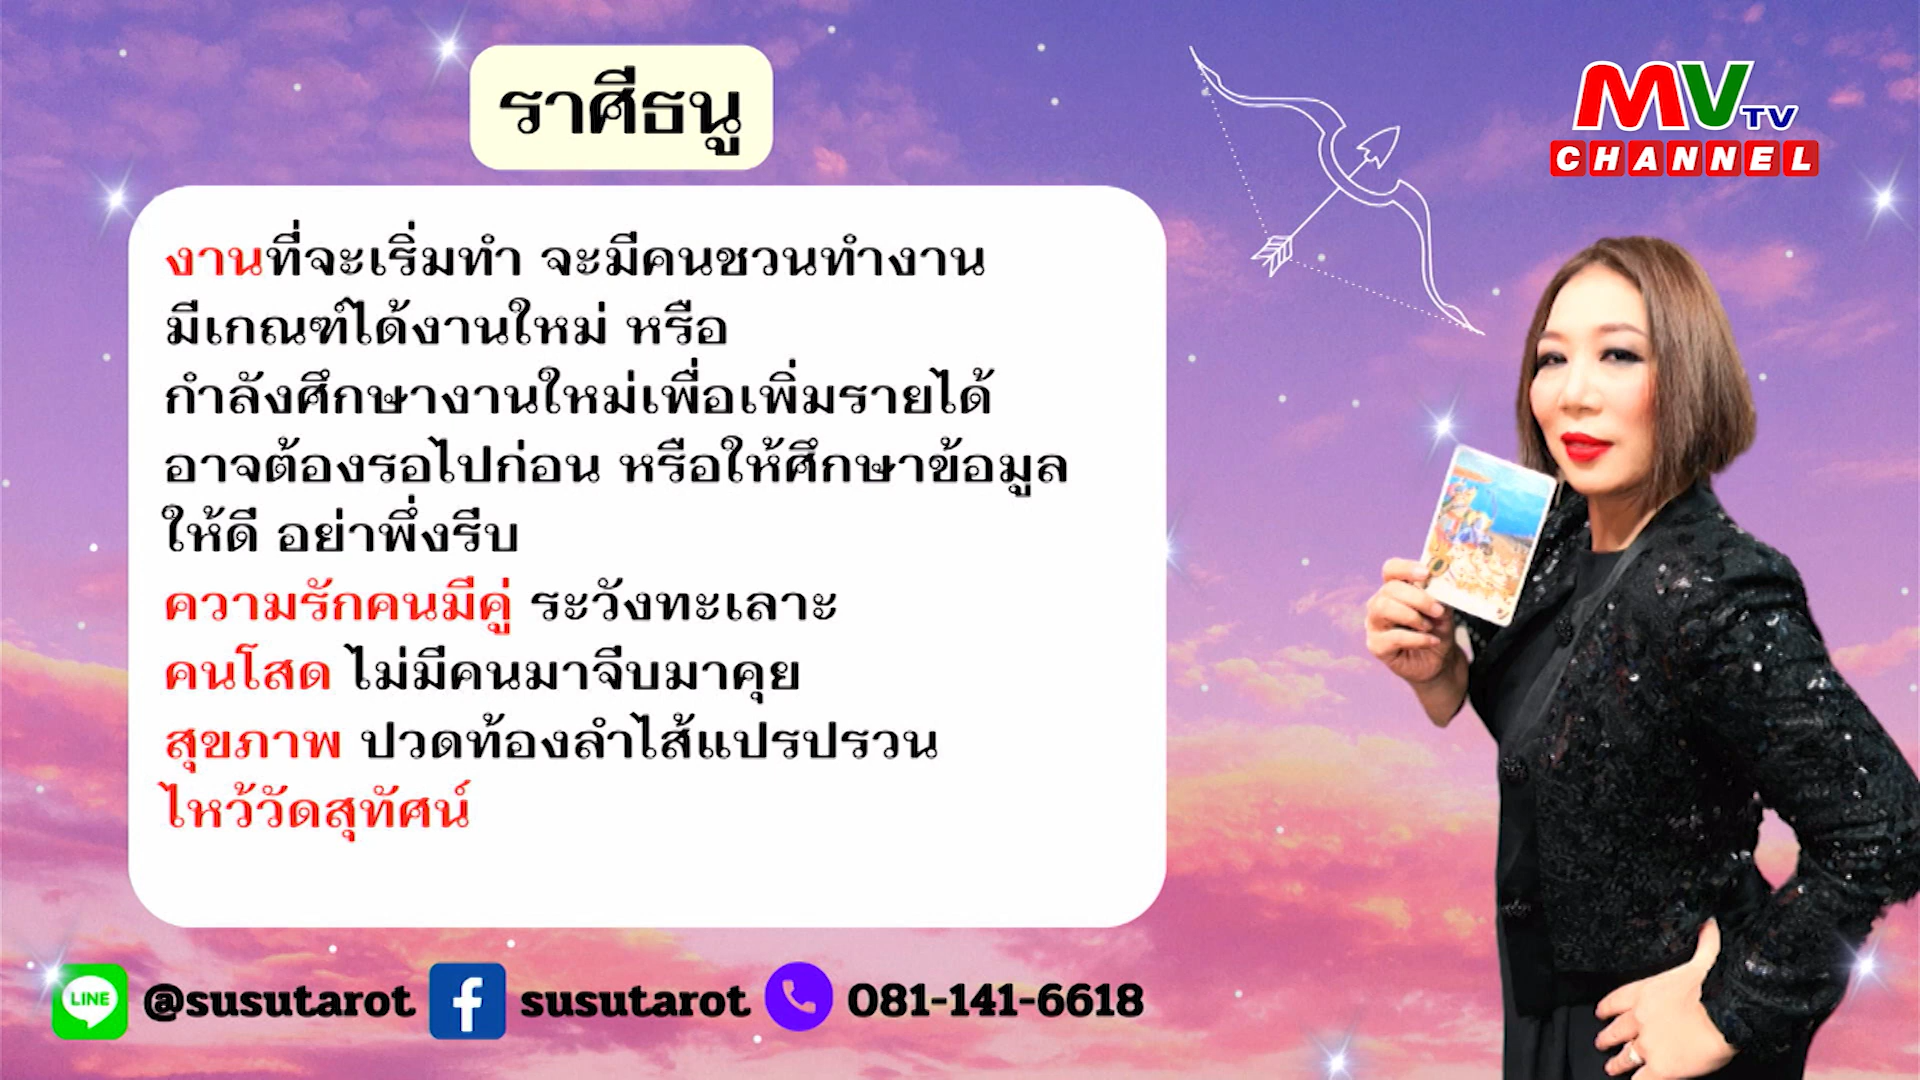 ราศีธนู
MV TV
CHANNEL
งานที่จะเริ่มทำ จะมีคนชวนทำงาน
มีเกณฑ์ได้งานใหม่ หรือ
กำลังศึกษางานใหม่เพื่อเพิ่มรายได้
อาจต้องรอไปก่อน หรือให้ศึกษาข้อมูล
ให้ดี อย่าพึ่งรีบ
ความรักคนมีคู่ ระวังทะเลาะ
คนโสด ไม่มีคนมาจีบมาคุย
สุขภาพ ปวดท้องลำไส้แปรปรวน
ไหว้วัดสุทัศน์
LINE @susutarot f susutarot 081-141-6618